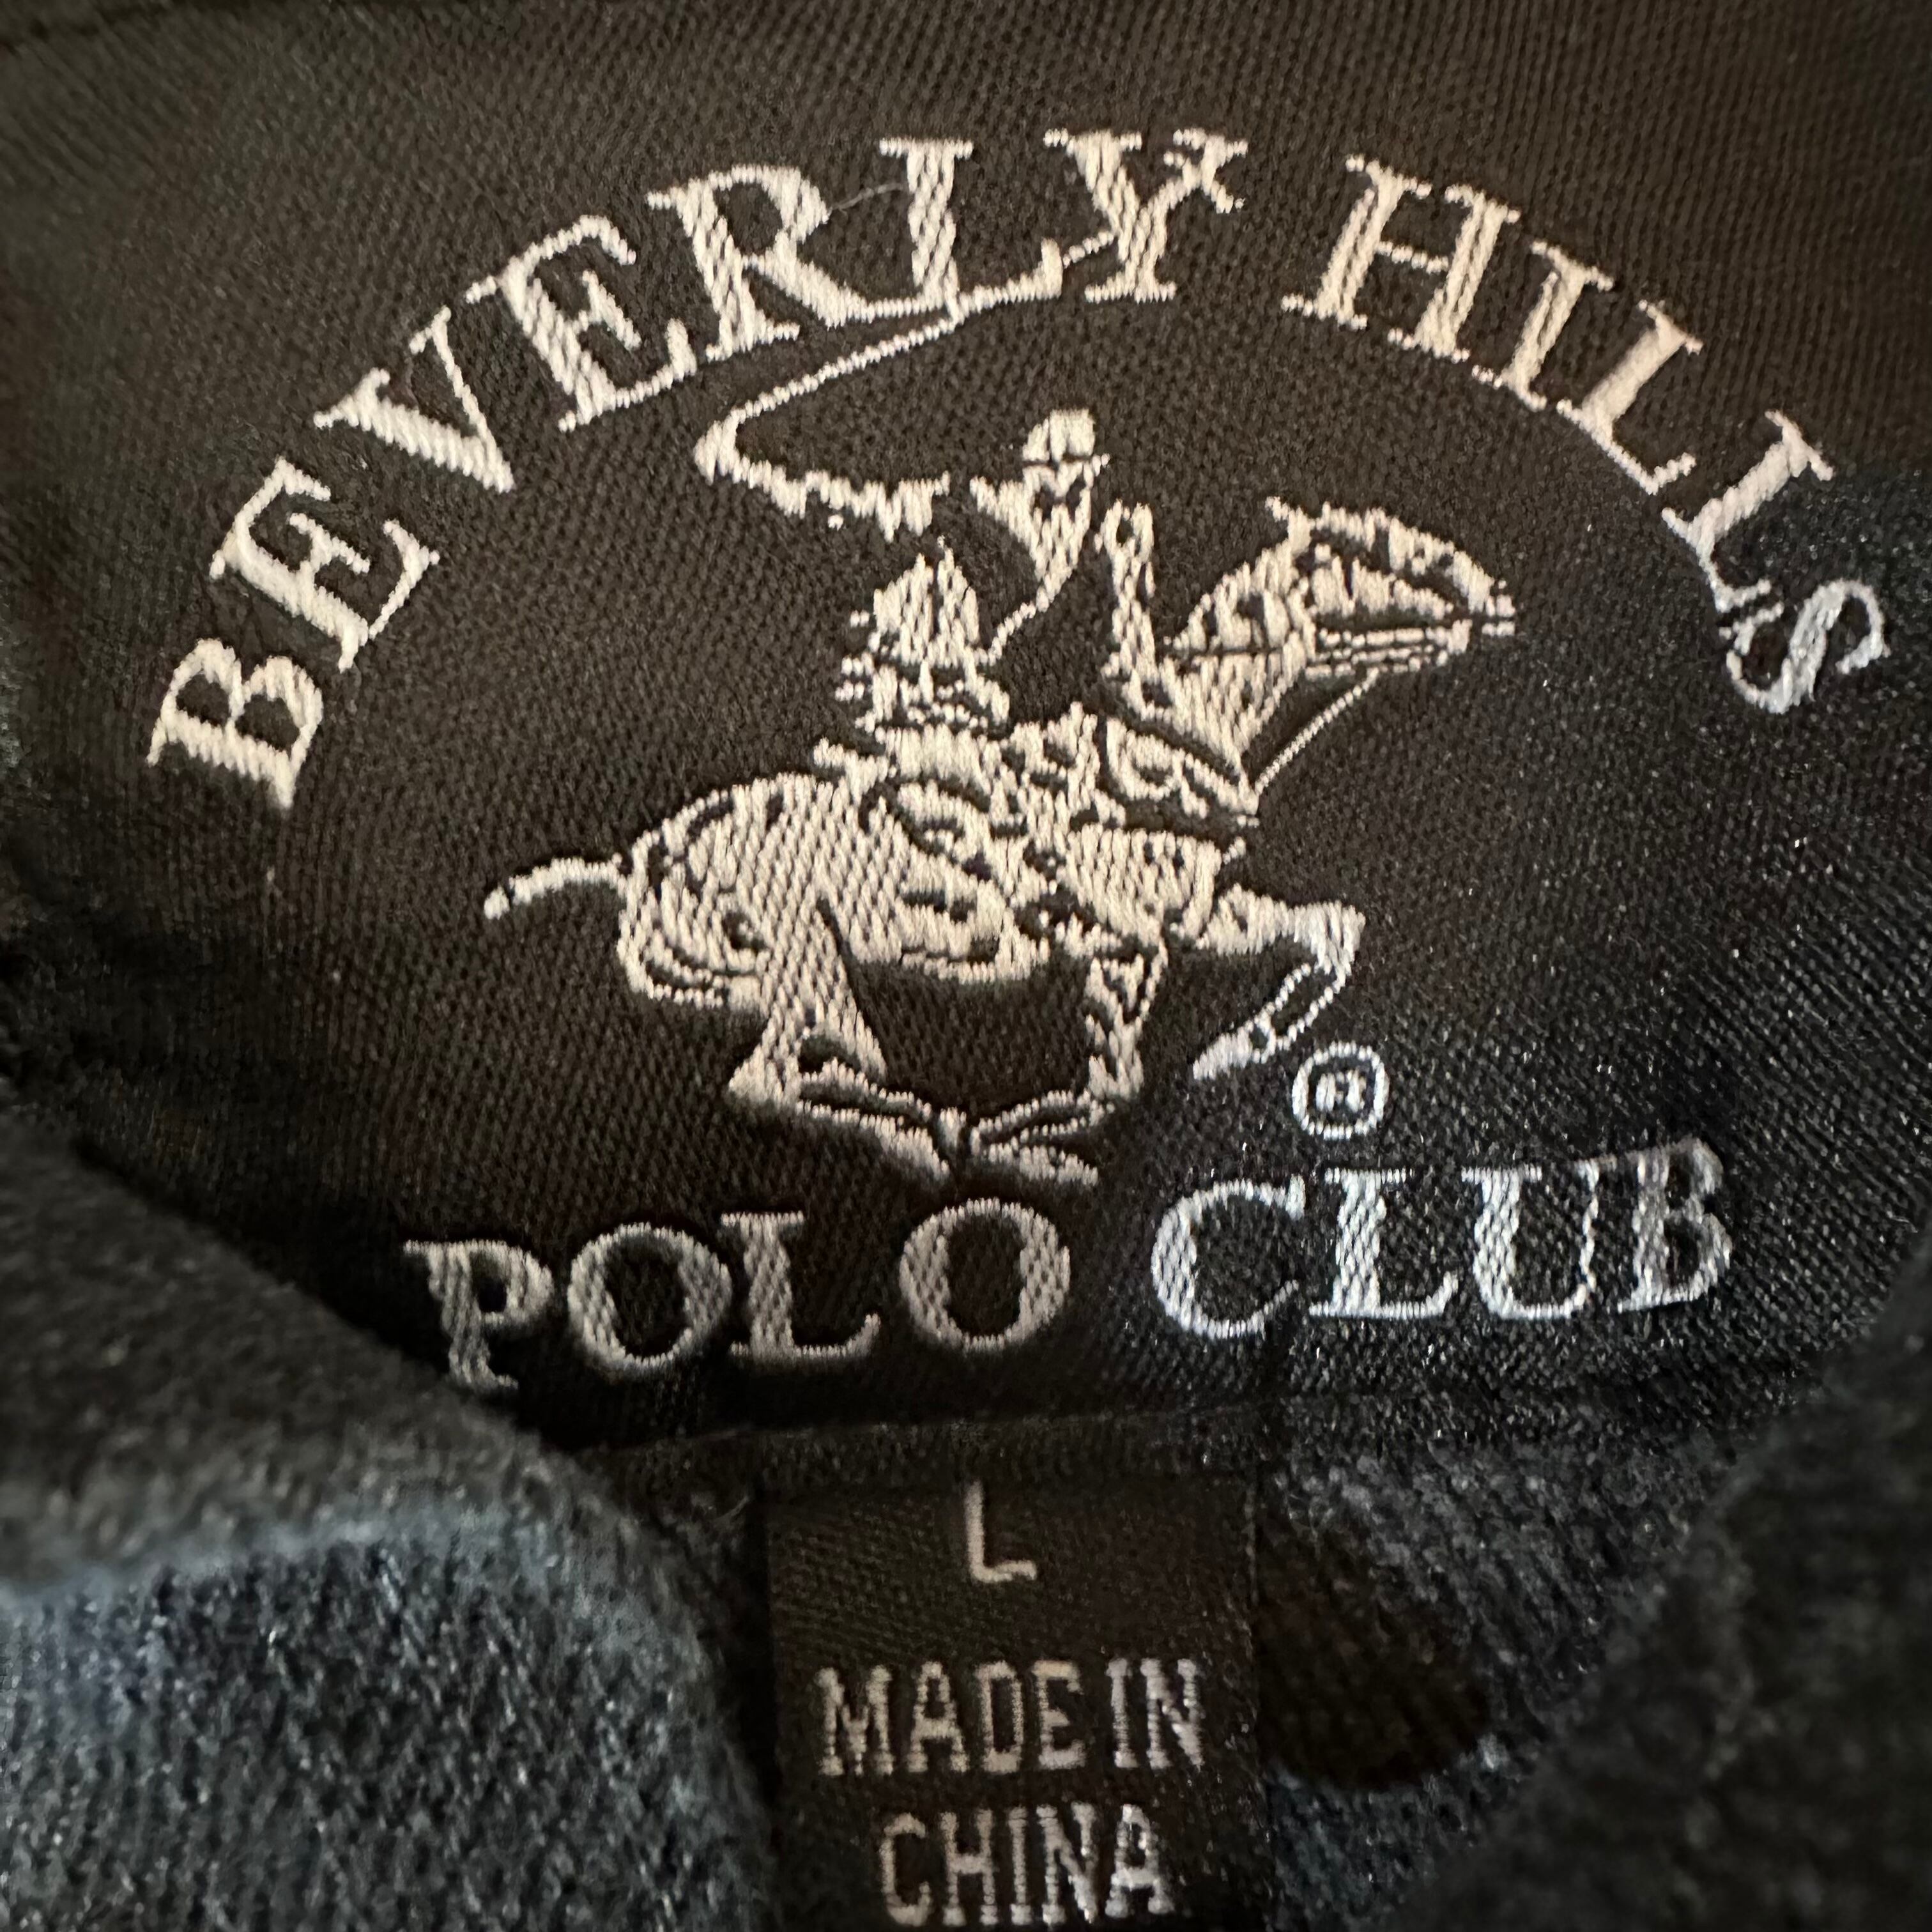 BEVERLY HILLS
®
POLO CLUB
L
MADE IN
CHINA